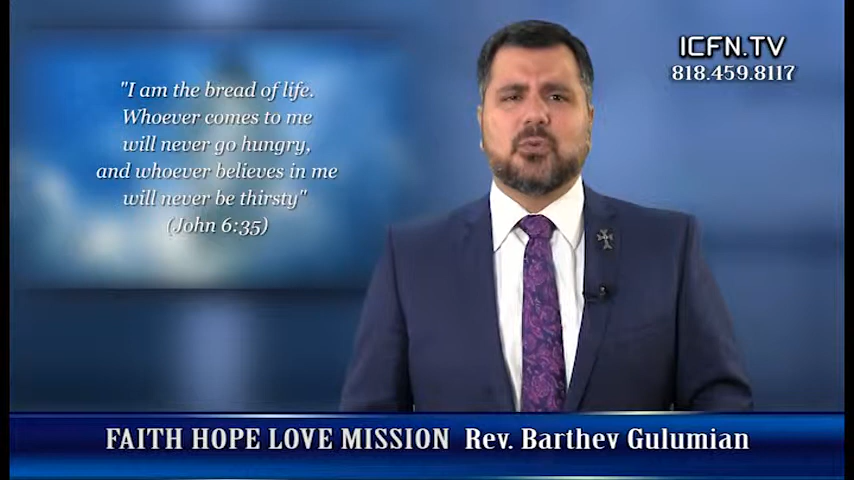 "I am the bread of life.
Whoever comes to me
will never go hungry,
and whoever believes in me
will never be thirsty"
(John 6:35)
ICFN.TV
818.459.8117
FAITH HOPE LOVE MISSION Rev. Barthev Gulumian